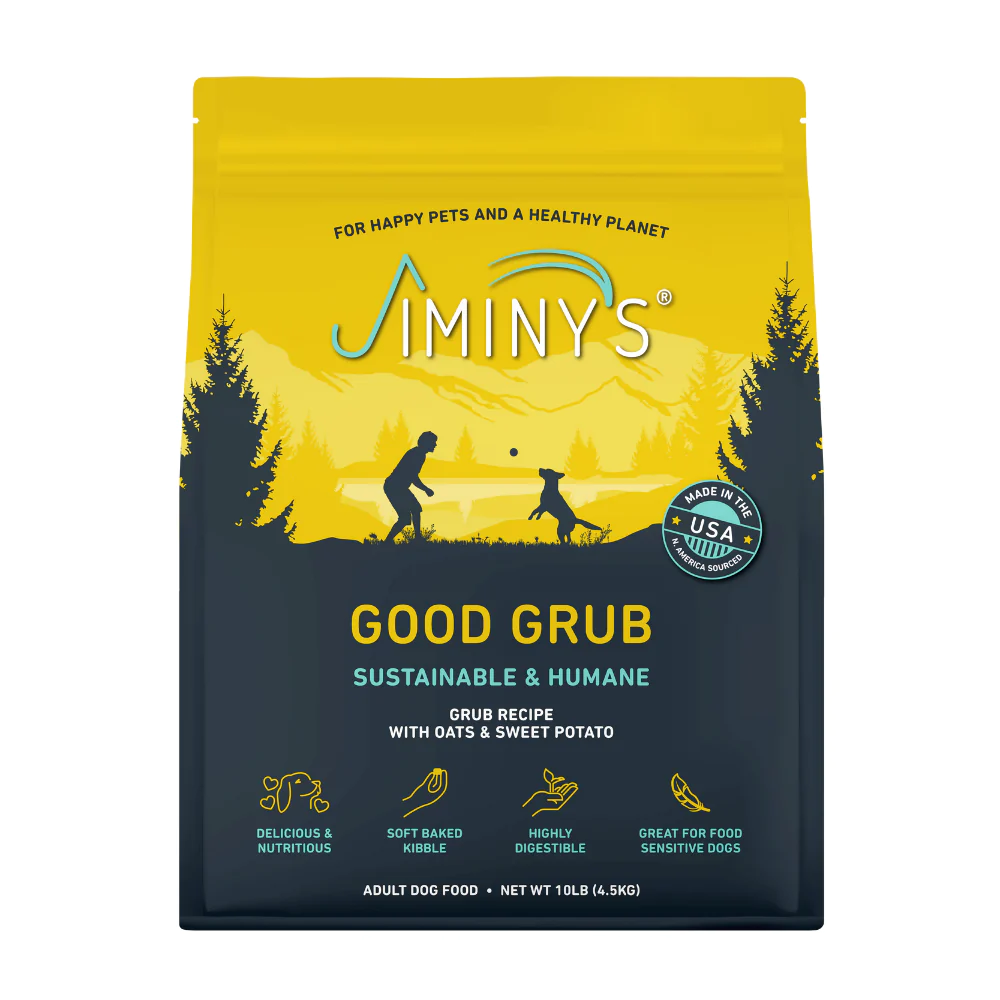 FOR HAPPY PETS AND A HEALTHY PLANET
JIMINY'S®
MADE IN THE
USA
N. AMERICA SOURCED
GOOD GRUB
SUSTAINABLE & HUMANE
GRUB RECIPE
WITH OATS & SWEET POTATO
DELICIOUS &
NUTRITIOUS
SOFT BAKED
KIBBLE
HIGHLY
DIGESTIBLE
GREAT FOR FOOD
SENSITIVE DOGS
ADULT DOG FOOD • NET WT 10LB (4.5KG)